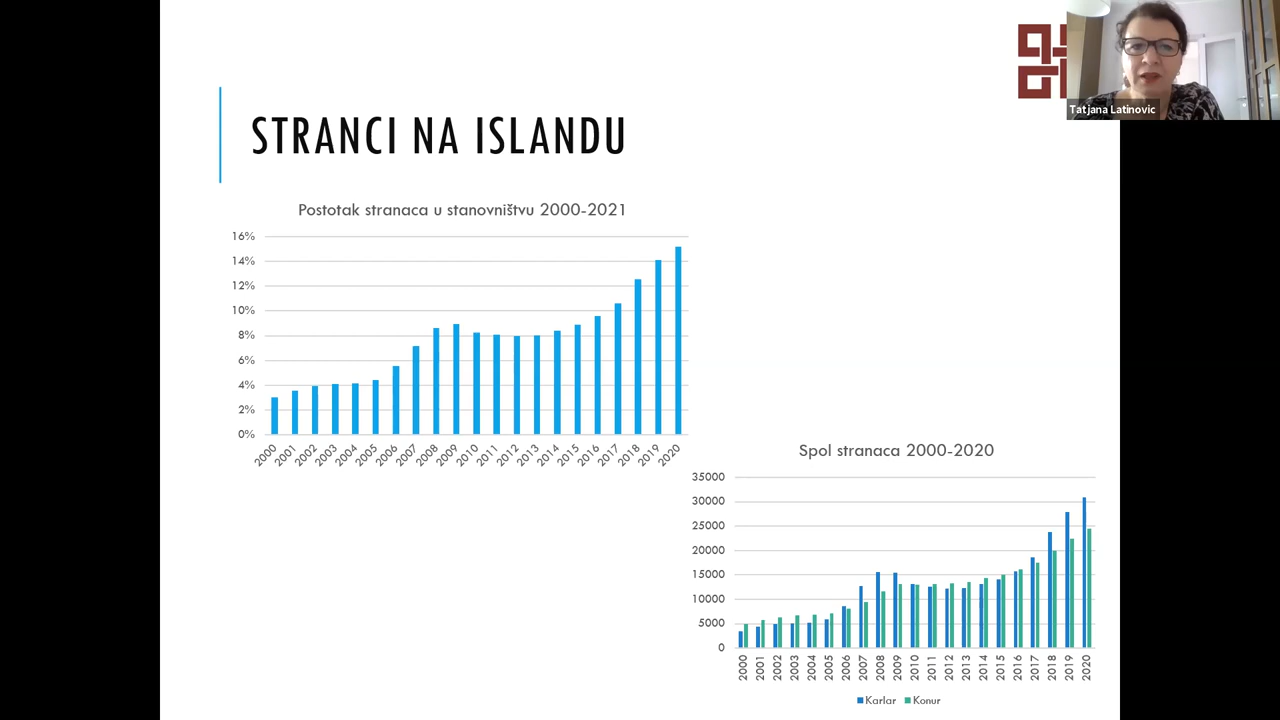 STRANCI NA ISLANDU
Tatjana Latinovic
Postotak stranaca u stanovništvu 2000-2021
16%
14%
12%
10%
8%
6%
4%
2%
0%
2000 2001 2002 2003 2004 2005 2006 2007 2008 2009 2010 2011 2012 2013 2014 2015 2016 2017 2018 2019 2020
Spol stranaca 2000-2020
35000
30000
25000
20000
15000
10000
5000
0
2000 2001 2002 2003 2004 2005 2006 2007 2008 2009 2010 2011 2012 2013 2014 2015 2016 2017 2018 2019 2020
Karlar Konur